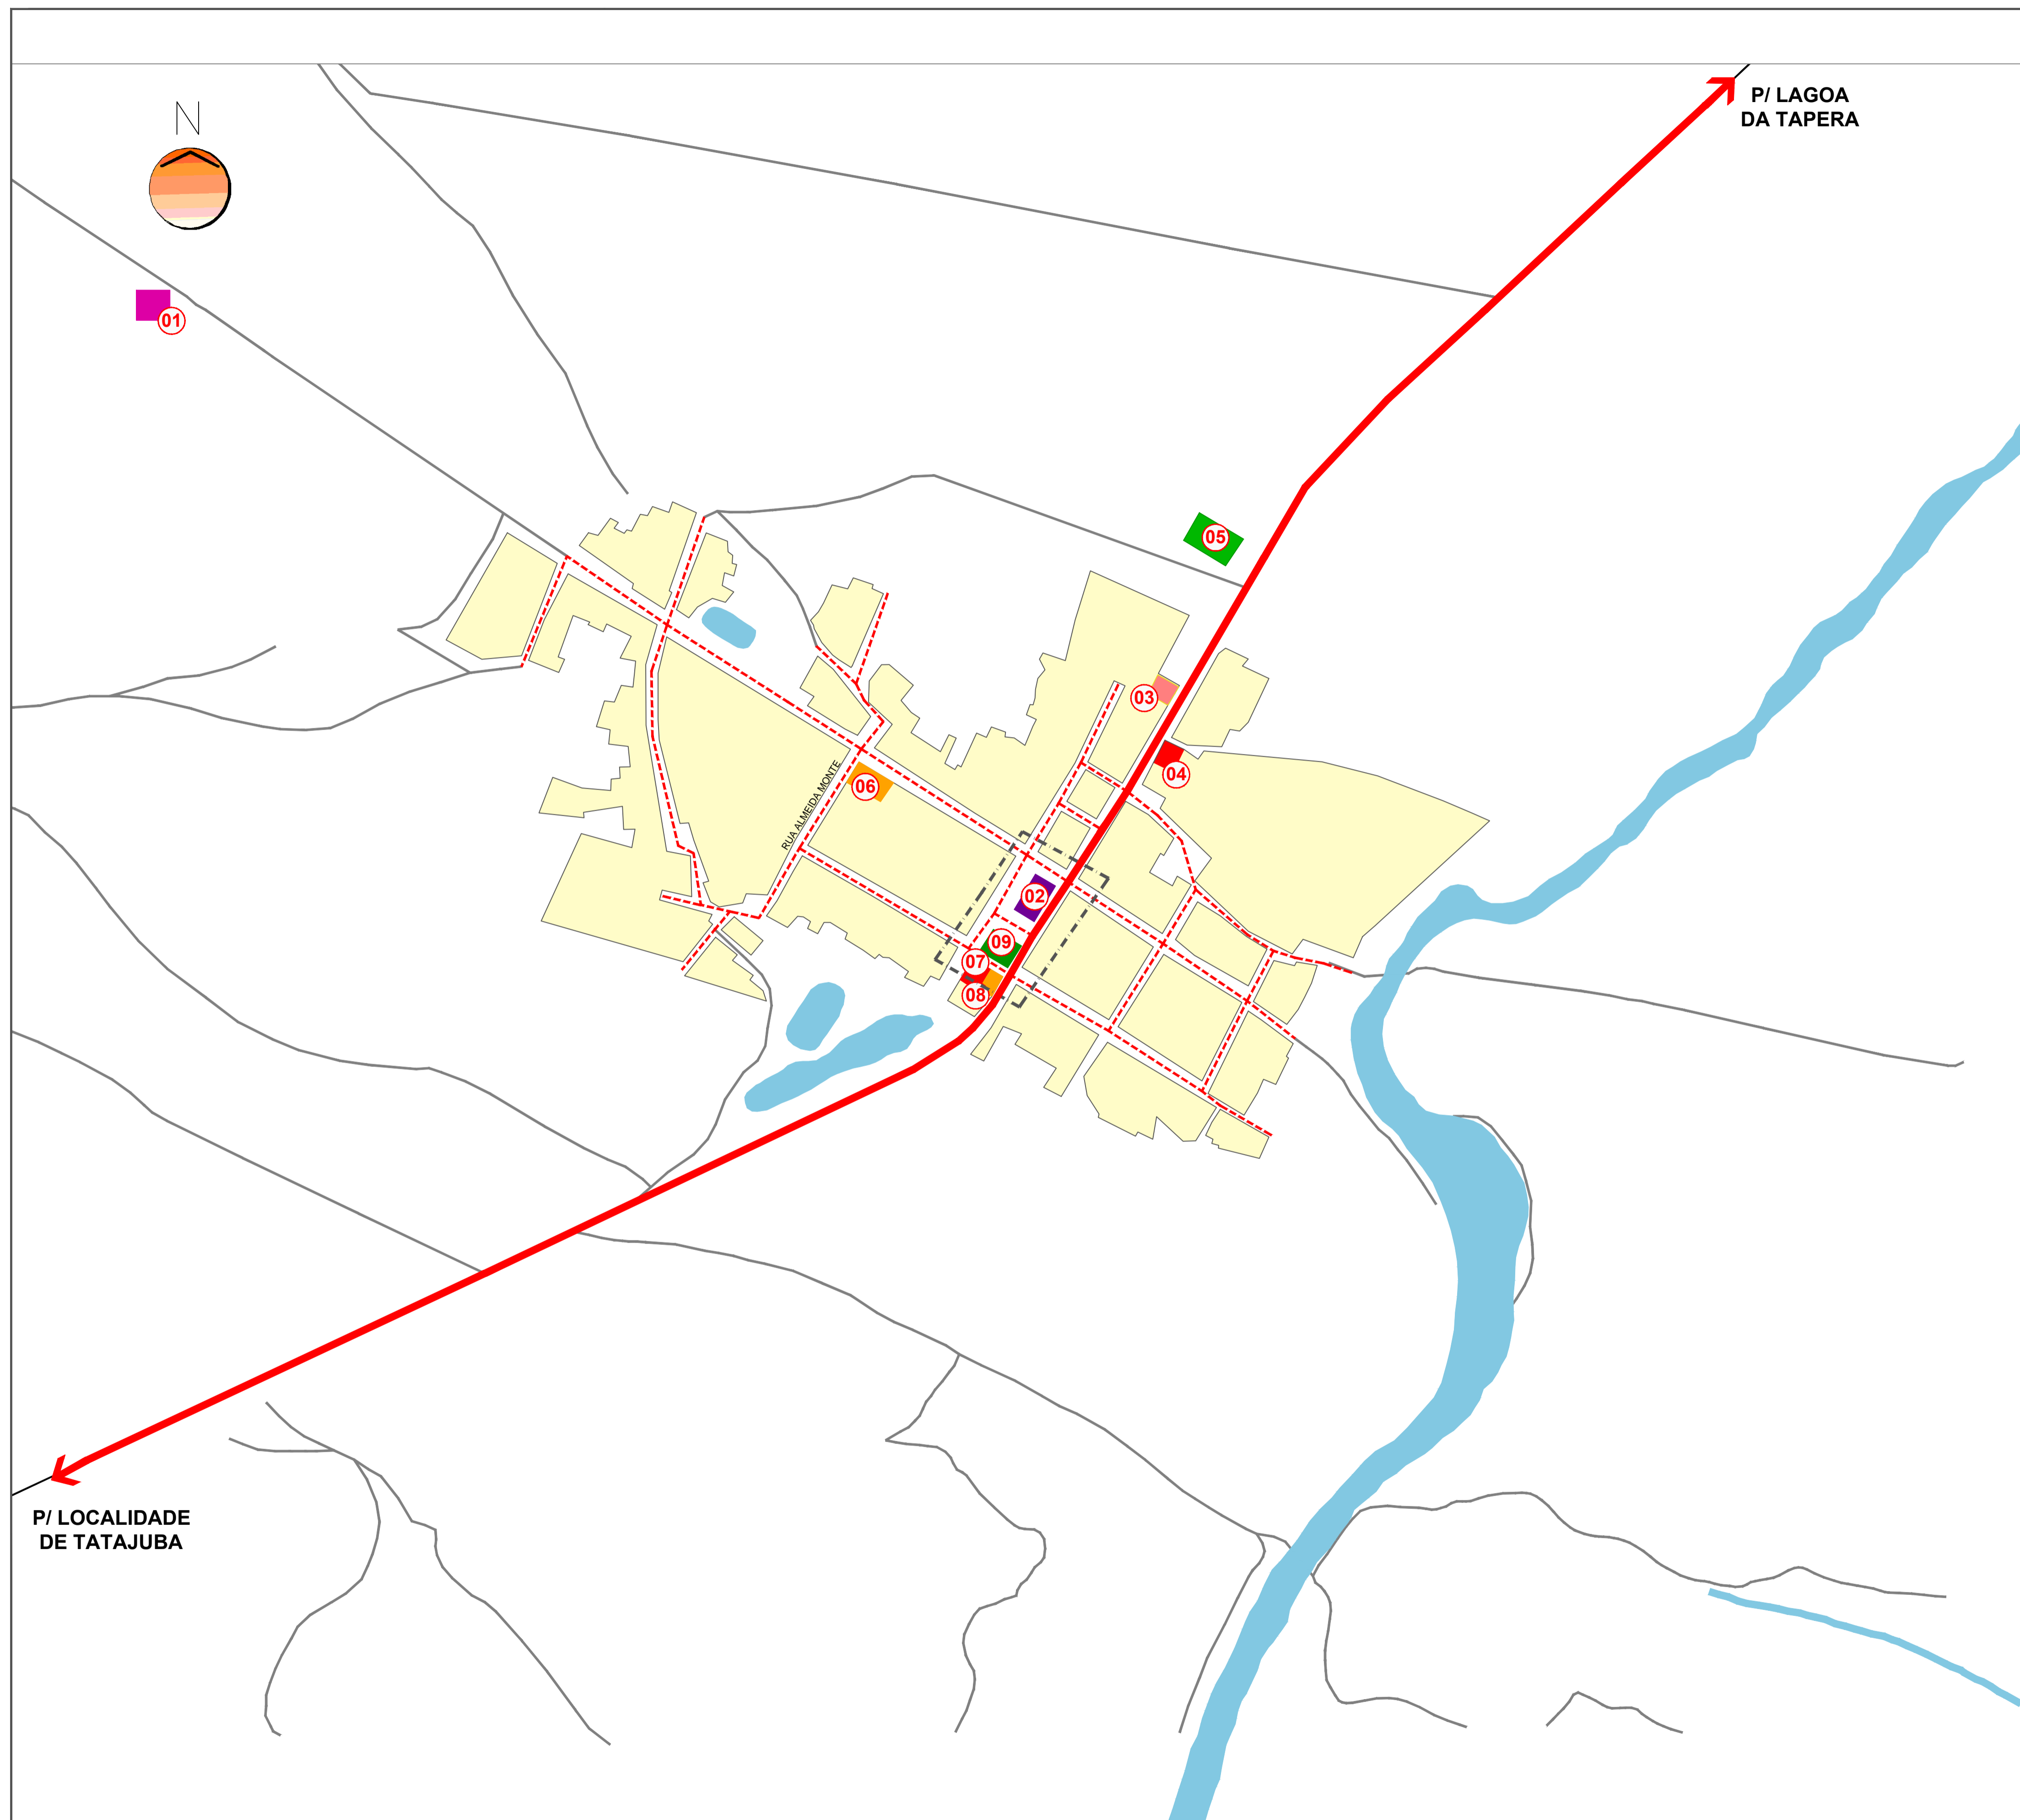 P/ LAGOA
DA TAPERA
N
01
05
03
04
06
RUA ALMEIDA MONTE
02
09
07
08
P/ LOCALIDADE
DE TATAJUBA